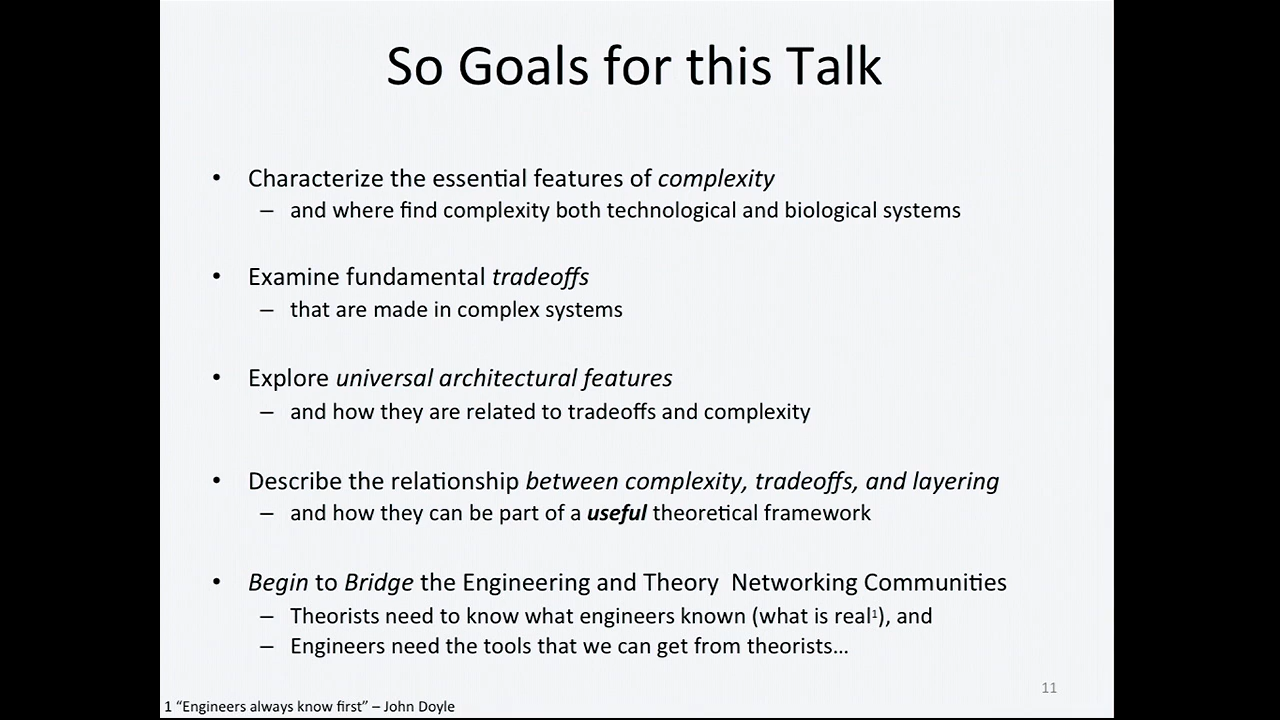 So Goals for this Talk
• Characterize the essential features of complexity
– and where find complexity both technological and biological systems
• Examine fundamental tradeoffs
– that are made in complex systems
• Explore universal architectural features
– and how they are related to tradeoffs and complexity
• Describe the relationship between complexity, tradeoffs, and layering
– and how they can be part of a useful theoretical framework
• Begin to Bridge the Engineering and Theory  Networking Communities
– Theorists need to know what engineers known (what is real1), and
– Engineers need the tools that we can get from theorists…
11
1 “Engineers always know first” – John Doyle